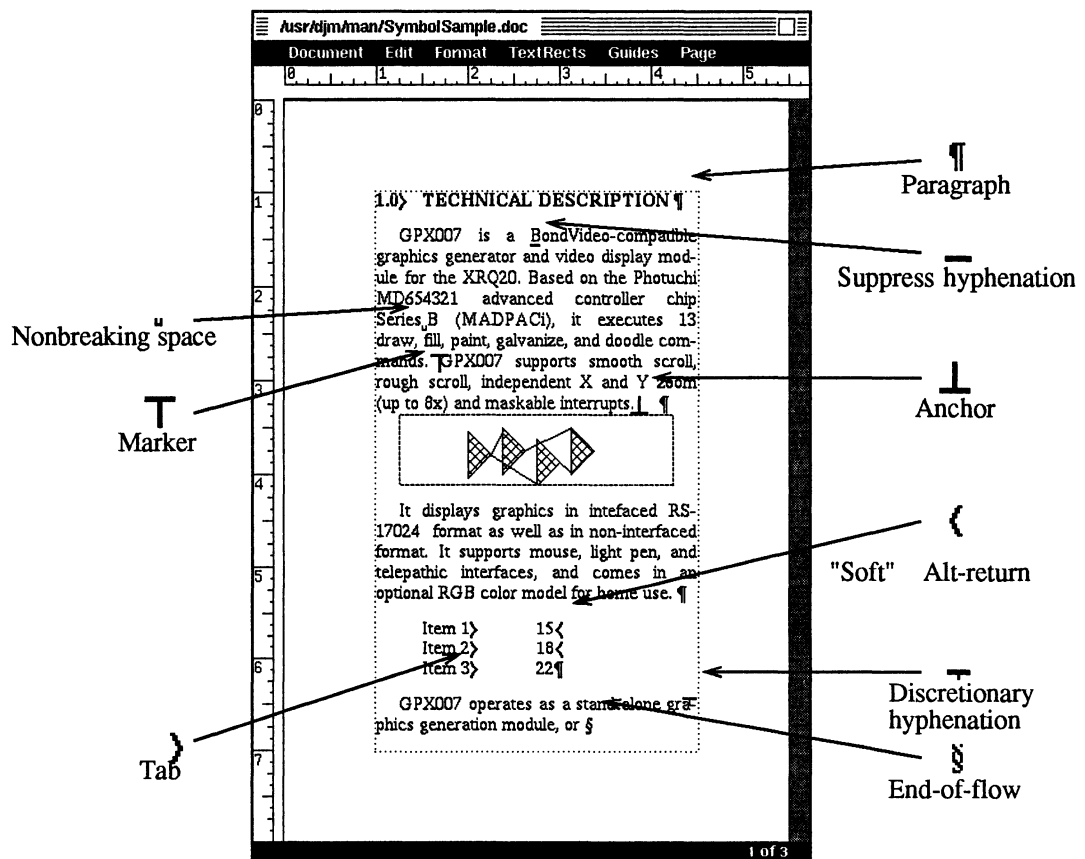 /usr/djm/man/SymbolSample.doc
Document Edit Format TextRects Guides Page
0 1 2 3 4 5
0
1
2
3
4
5
6
7
1.0> TECHNICAL DESCRIPTION ¶
GPX007 is a BondVideo-compatible
graphics generator and video display mod-
ule for the XRQ20. Based on the Photuchi
MD654321 advanced controller chip
Series␣B (MADPACi), it executes 13
draw, fill, paint, galvanize, and doodle com-
mands. GPX007 supports smooth scroll,
rough scroll, independent X and Y zoom
(up to 8x) and maskable interrupts.⊥ ¶
It displays graphics in intefaced RS-
17024 format as well as in non-interfaced
format. It supports mouse, light pen, and
telepathic interfaces, and comes in an
optional RGB color model for home use. ¶
Item 1> 15<
Item 2> 18<
Item 3> 22¶
GPX007 operates as a stand-alone gra-
phics generation module, or §
1 of 3
␣
Nonbreaking space
⊤
Marker
>
Tab
¶
Paragraph
Suppress hyphenation
⊥
Anchor
<
"Soft" Alt-return
Discretionary
hyphenation
§
End-of-flow